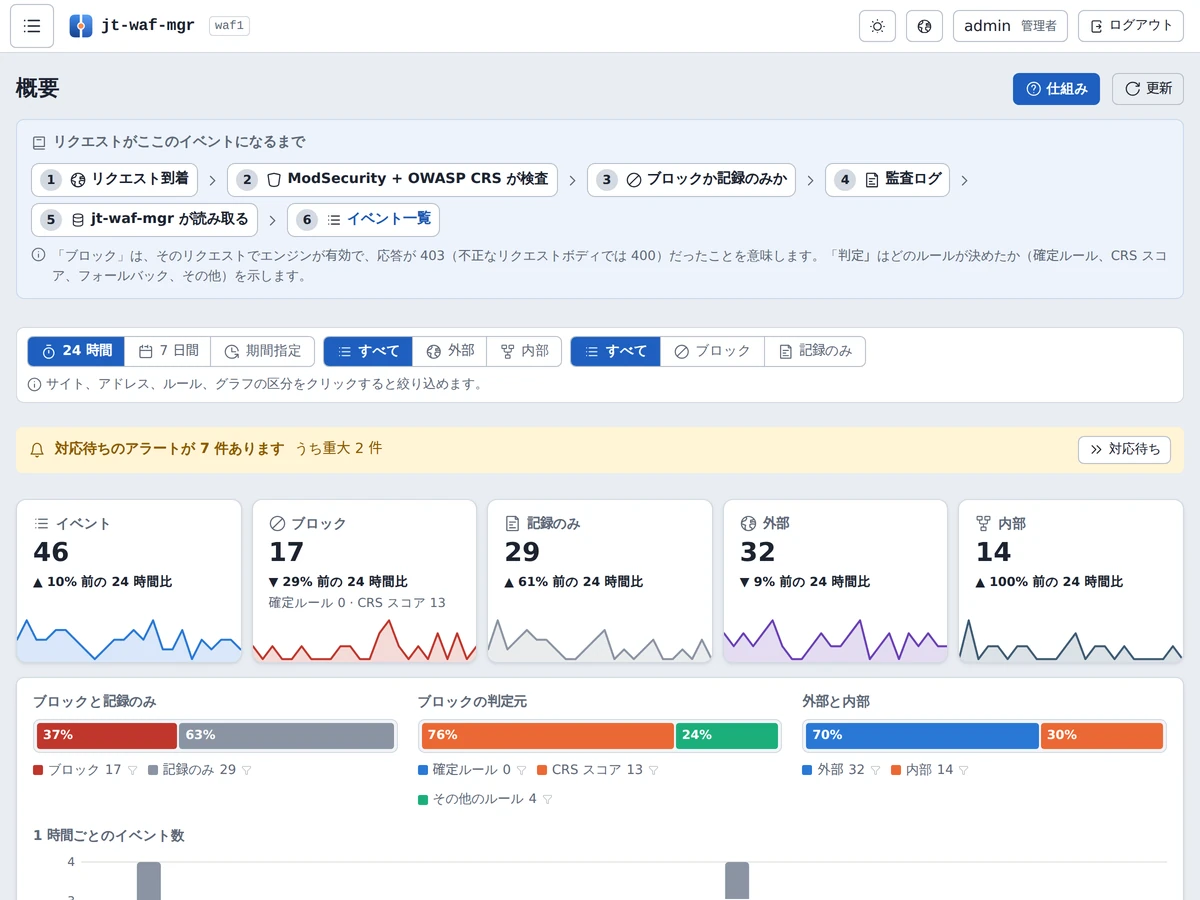 jt-waf-mgr waf1 admin 管理者 ログアウト
概要 仕組み 更新
リクエストがここのイベントになるまで
1 リクエスト到着 2 ModSecurity + OWASP CRS が検査 3 ブロックか記録のみか 4 監査ログ
5 jt-waf-mgr が読み取る 6 イベント一覧
「ブロック」は、そのリクエストでエンジンが有効で、応答が 403（不正なリクエストボディでは 400）だったことを意味します。「判定」はどのルールが決めたか（確定ルール、CRS スコ
ア、フォールバック、その他）を示します。
24 時間 7 日間 期間指定 すべて 外部 内部 すべて ブロック 記録のみ
サイト、アドレス、ルール、グラフの区分をクリックすると絞り込めます。
対応待ちのアラートが 7 件あります うち重大 2 件 対応待ち
イベント ブロック 記録のみ 外部 内部
46 17 29 32 14
▲ 10% 前の 24 時間比 ▼ 29% 前の 24 時間比 ▲ 61% 前の 24 時間比 ▼ 9% 前の 24 時間比 ▲ 100% 前の 24 時間比
確定ルール 0 · CRS スコア 13
ブロックと記録のみ ブロックの判定元 外部と内部
37% 63% 76% 24% 70% 30%
ブロック 17 記録のみ 29 確定ルール 0 CRS スコア 13 外部 32 内部 14
その他のルール 4
1 時間ごとのイベント数
4